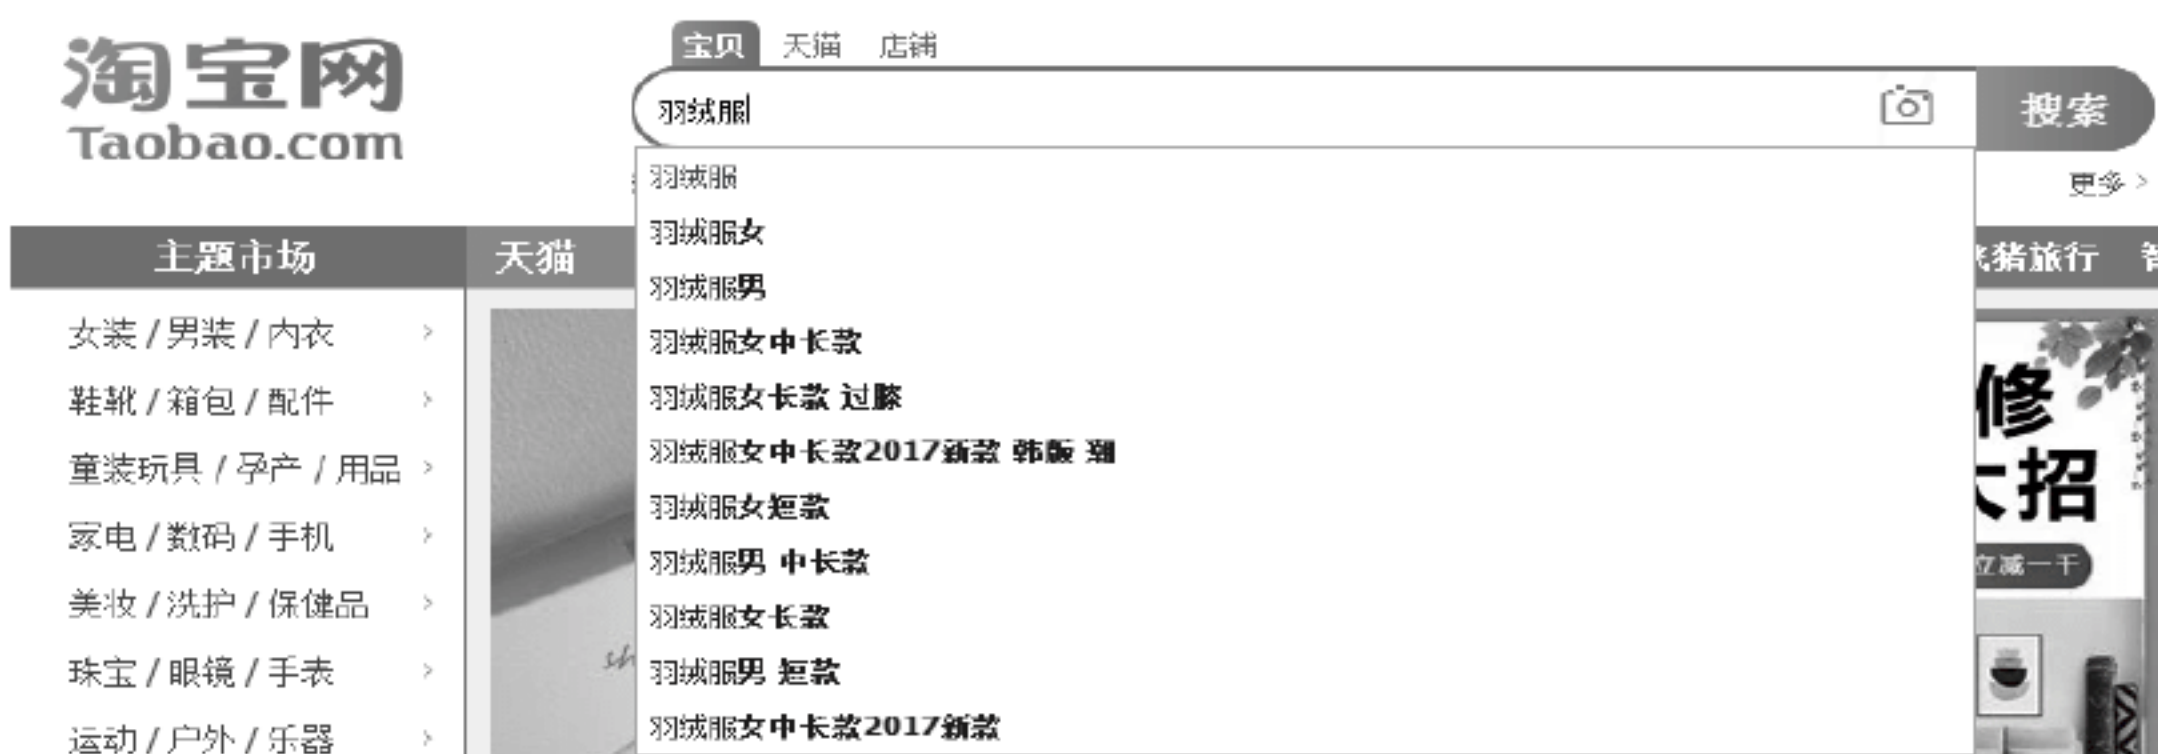 淘宝网
Taobao.com
宝贝 天猫 店铺
羽绒服
搜索
更多 >
羽绒服
羽绒服女
羽绒服男
羽绒服女中长款
羽绒服女长款 过膝
羽绒服女中长款2017新款 韩版 潮
羽绒服女短款
羽绒服男 中长款
羽绒服女长款
羽绒服男 短款
羽绒服女中长款2017新款
主题市场
天猫
猪旅行
女装 / 男装 / 内衣 >
鞋靴 / 箱包 / 配件 >
童装玩具 / 孕产 / 用品 >
家电 / 数码 / 手机 >
美妆 / 洗护 / 保健品 >
珠宝 / 眼镜 / 手表 >
运动 / 户外 / 乐器 >
修
大招
立减一千